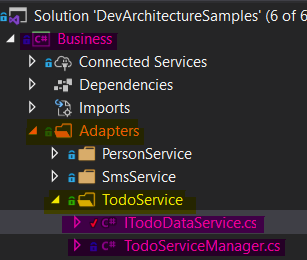 Solution 'DevArchitectureSamples' (6 of 6
Business
Connected Services
Dependencies
Imports
Adapters
PersonService
SmsService
TodoService
ITodoDataService.cs
TodoServiceManager.cs